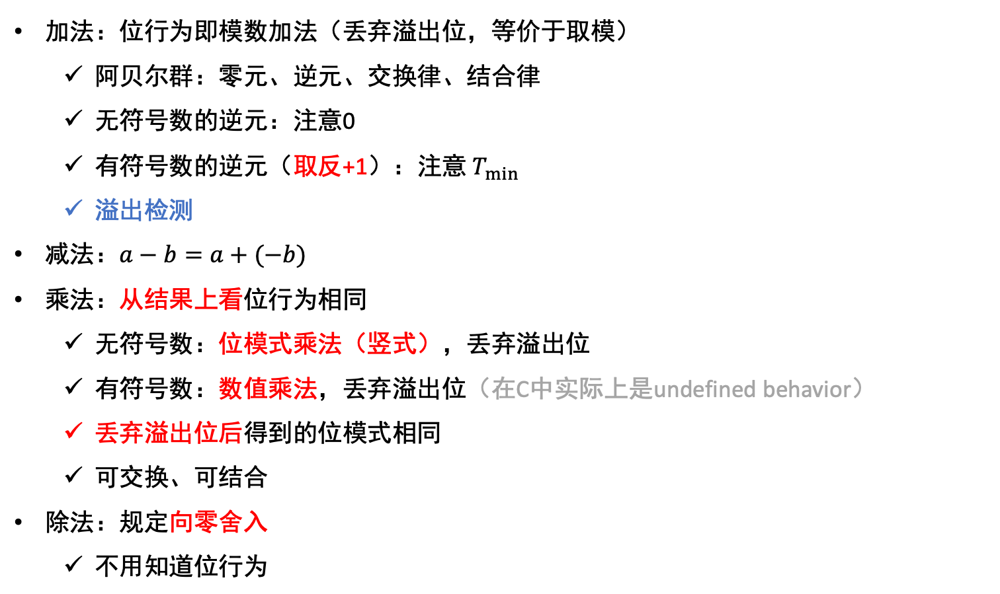 • 加法：位行为即模数加法（丢弃溢出位，等价于取模）
✓ 阿贝尔群：零元、逆元、交换律、结合律
✓ 无符号数的逆元：注意0
✓ 有符号数的逆元（取反+1）：注意 T_min
✓ 溢出检测
• 减法：a − b = a + (−b)
• 乘法：从结果上看位行为相同
✓ 无符号数：位模式乘法（竖式），丢弃溢出位
✓ 有符号数：数值乘法，丢弃溢出位（在C中实际上是undefined behavior）
✓ 丢弃溢出位后得到的位模式相同
✓ 可交换、可结合
• 除法：规定向零舍入
✓ 不用知道位行为